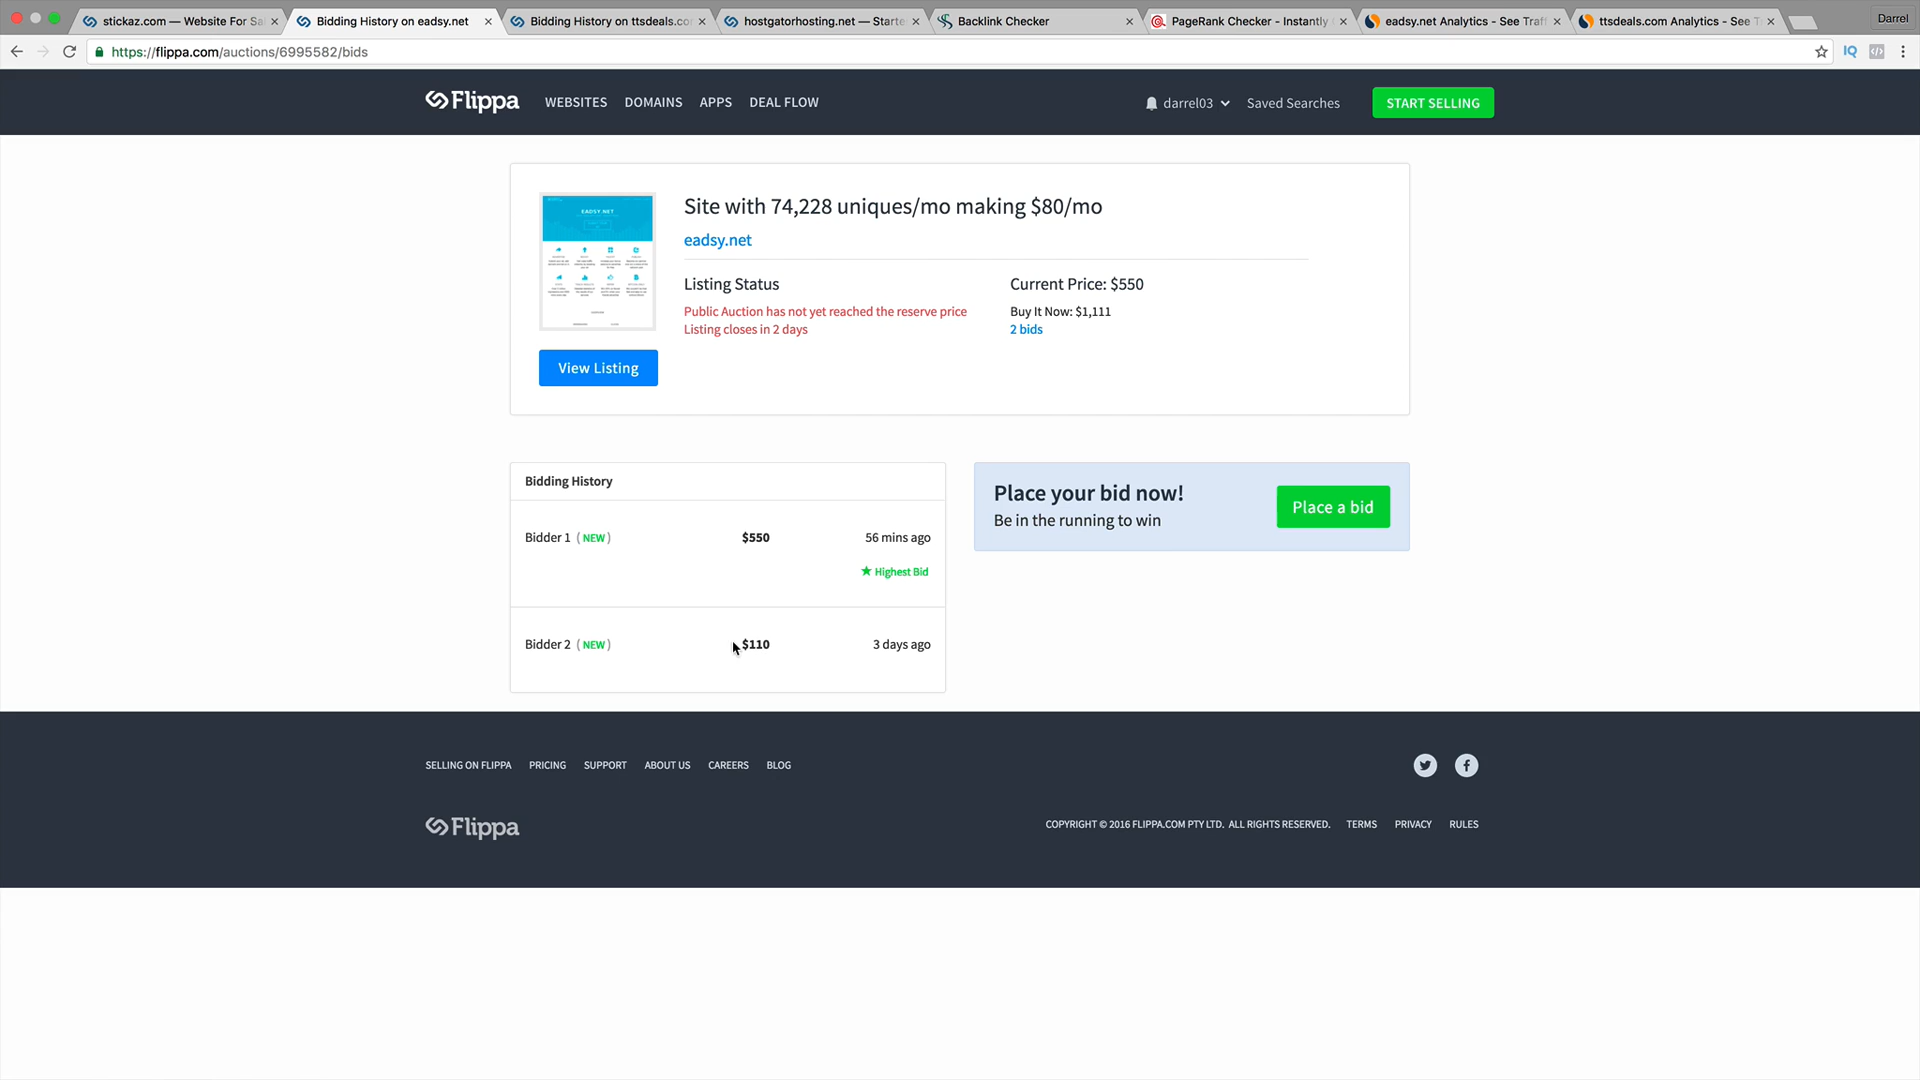 stickaz.com — Website For Sa
Bidding History on eadsy.net
Bidding History on ttsdeals.co
hostgatorhosting.net — Starte
Backlink Checker
PageRank Checker - Instantly
eadsy.net Analytics - See Traf
ttsdeals.com Analytics - See T
Darrel
https://flippa.com/auctions/6995582/bids
IQ
Flippa
WEBSITES
DOMAINS
APPS
DEAL FLOW
darrel03
Saved Searches
START SELLING
EADSY.NET
Site with 74,228 uniques/mo making $80/mo
eadsy.net
Listing Status
Current Price: $550
Public Auction has not yet reached the reserve price
Buy It Now: $1,111
Listing closes in 2 days
2 bids
View Listing
Bidding History
Bidder 1 (NEW)
$550
56 mins ago
Highest Bid
Bidder 2 (NEW)
$110
3 days ago
Place your bid now!
Be in the running to win
Place a bid
SELLING ON FLIPPA
PRICING
SUPPORT
ABOUT US
CAREERS
BLOG
Flippa
COPYRIGHT © 2016 FLIPPA.COM PTY LTD. ALL RIGHTS RESERVED.
TERMS
PRIVACY
RULES